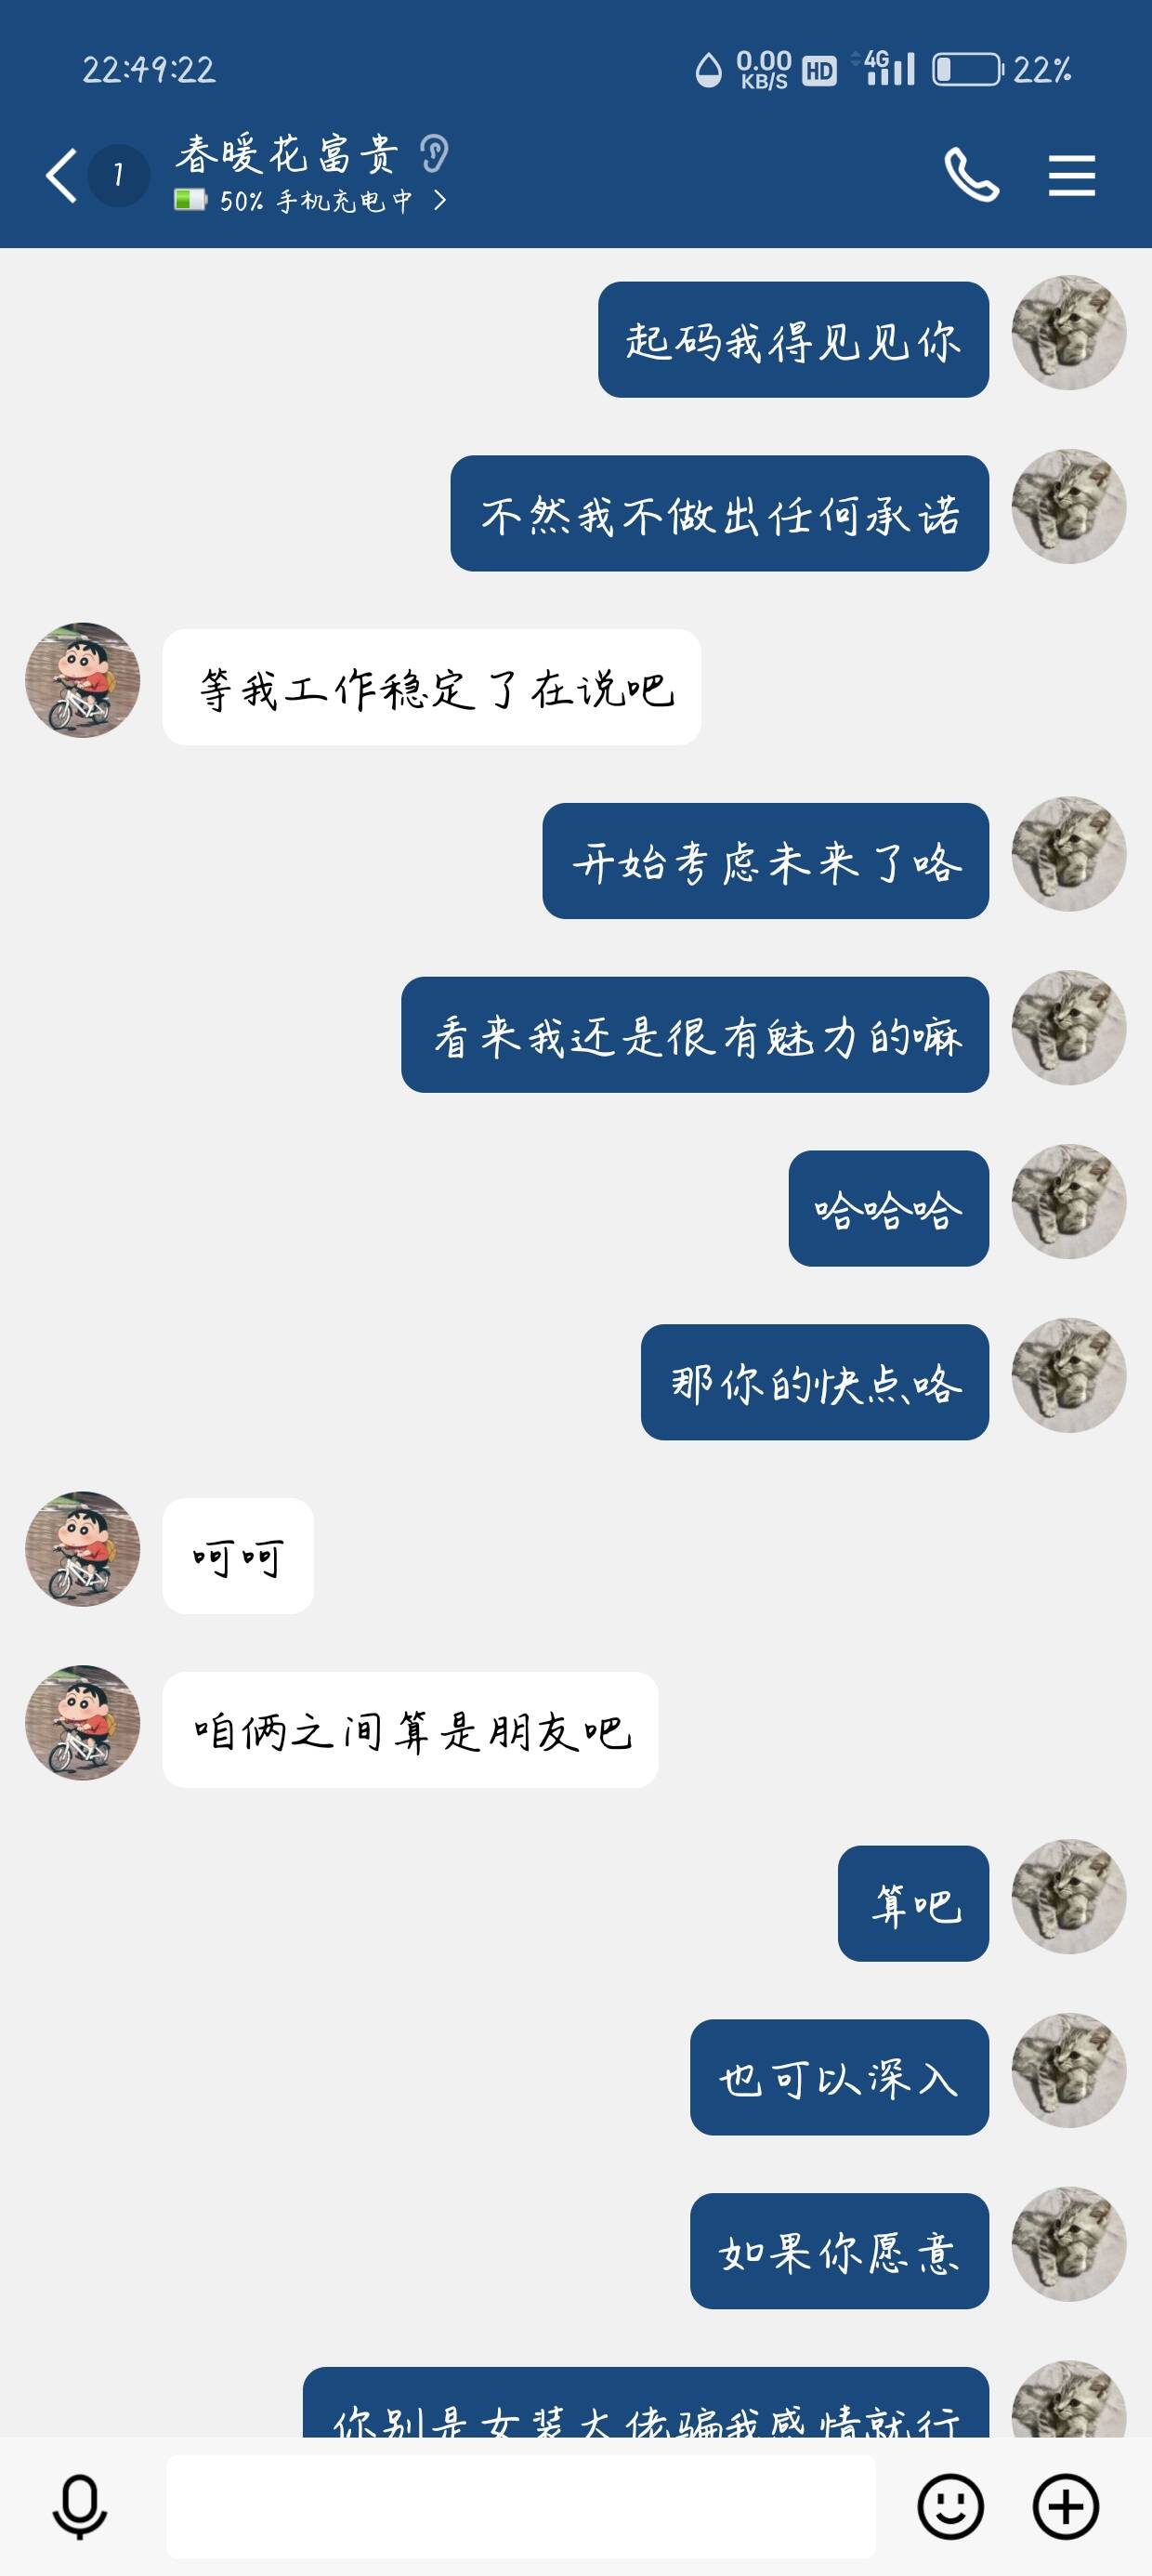 22:49:22 0.00 KB/S HD 4G 22%
1 春暖花富贵
50% 手机充电中
起码我得见见你
不然我不做出任何承诺
等我工作稳定了在说吧
开始考虑未来了咯
看来我还是很有魅力的嘛
哈哈哈
那你的快点咯
呵呵
咱俩之间算是朋友吧
算吧
也可以深入
如果你愿意
你别是女装大佬骗我感情就行